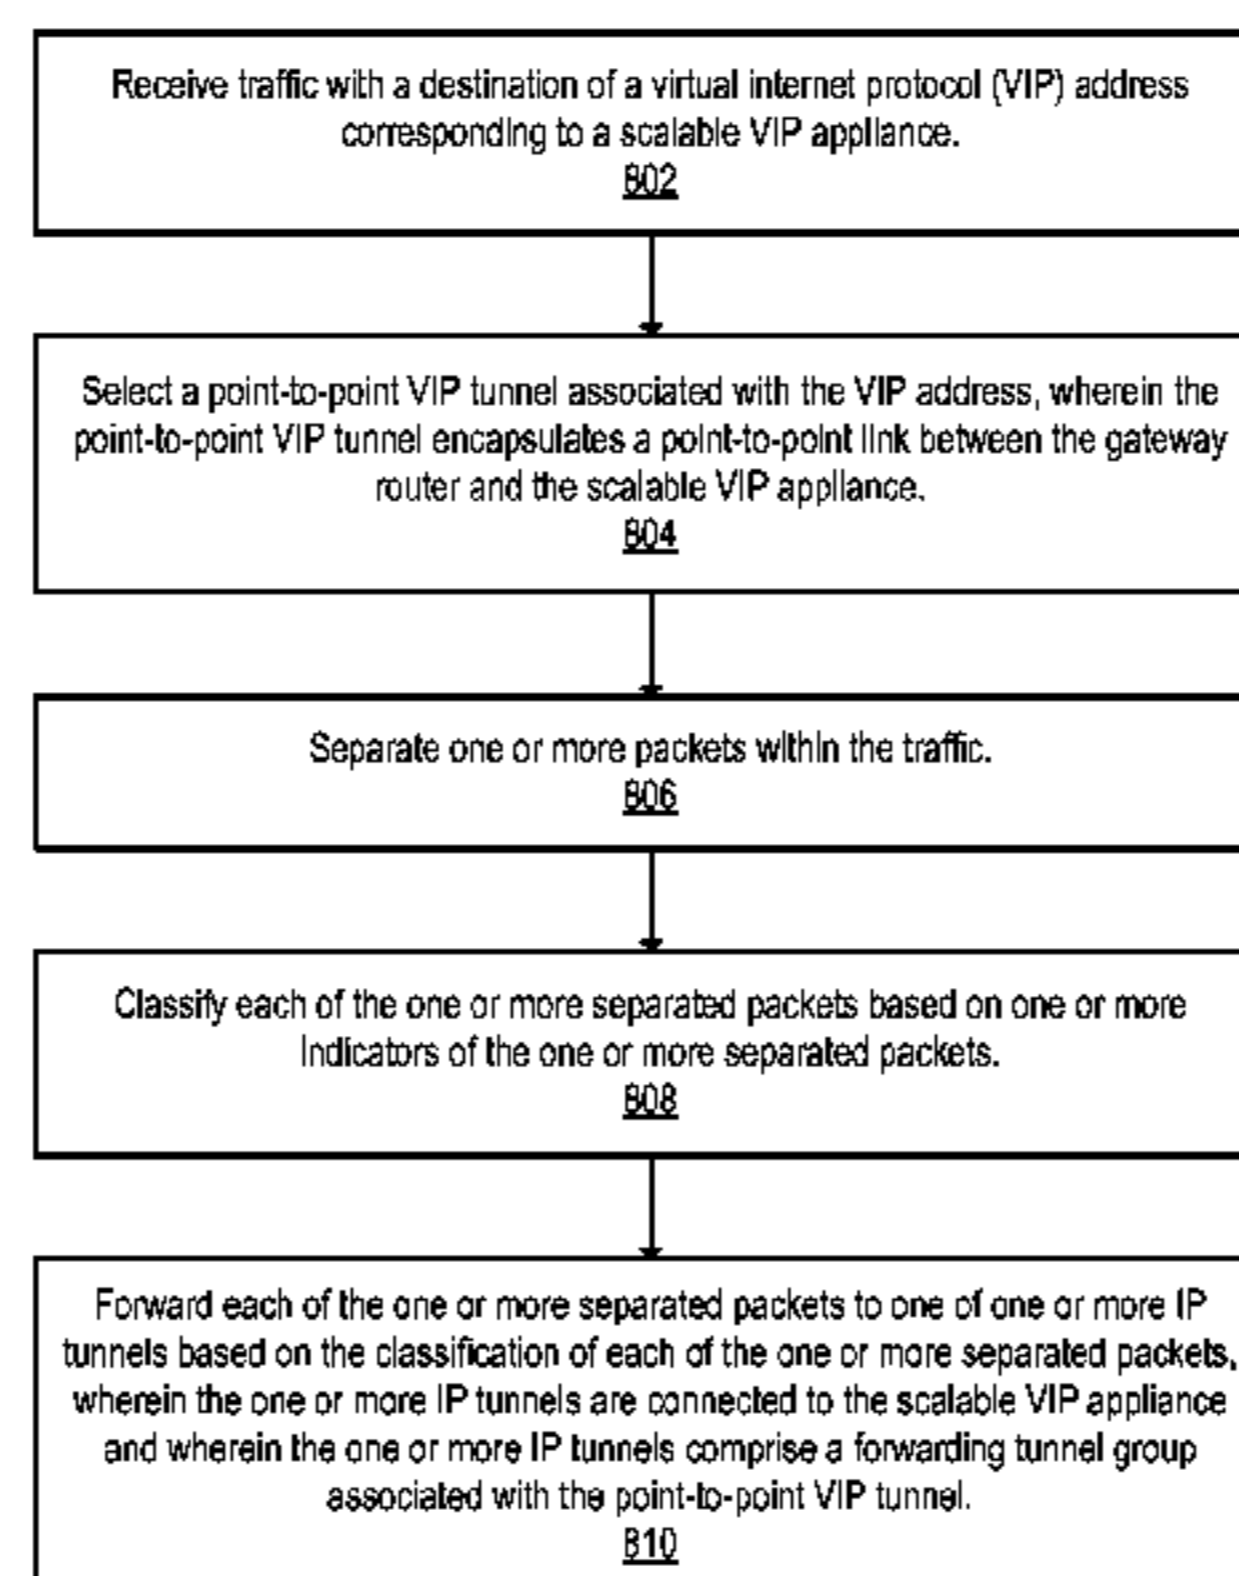 Receive traffic with a destination of a virtual internet protocol (VIP) address
corresponding to a scalable VIP appliance.
802
Select a point-to-point VIP tunnel associated with the VIP address, wherein the
point-to-point VIP tunnel encapsulates a point-to-point link between the gateway
router and the scalable VIP appliance.
804
Separate one or more packets within the traffic.
806
Classify each of the one or more separated packets based on one or more
indicators of the one or more separated packets.
808
Forward each of the one or more separated packets to one of one or more IP
tunnels based on the classification of each of the one or more separated packets,
wherein the one or more IP tunnels are connected to the scalable VIP appliance
and wherein the one or more IP tunnels comprise a forwarding tunnel group
associated with the point-to-point VIP tunnel.
810